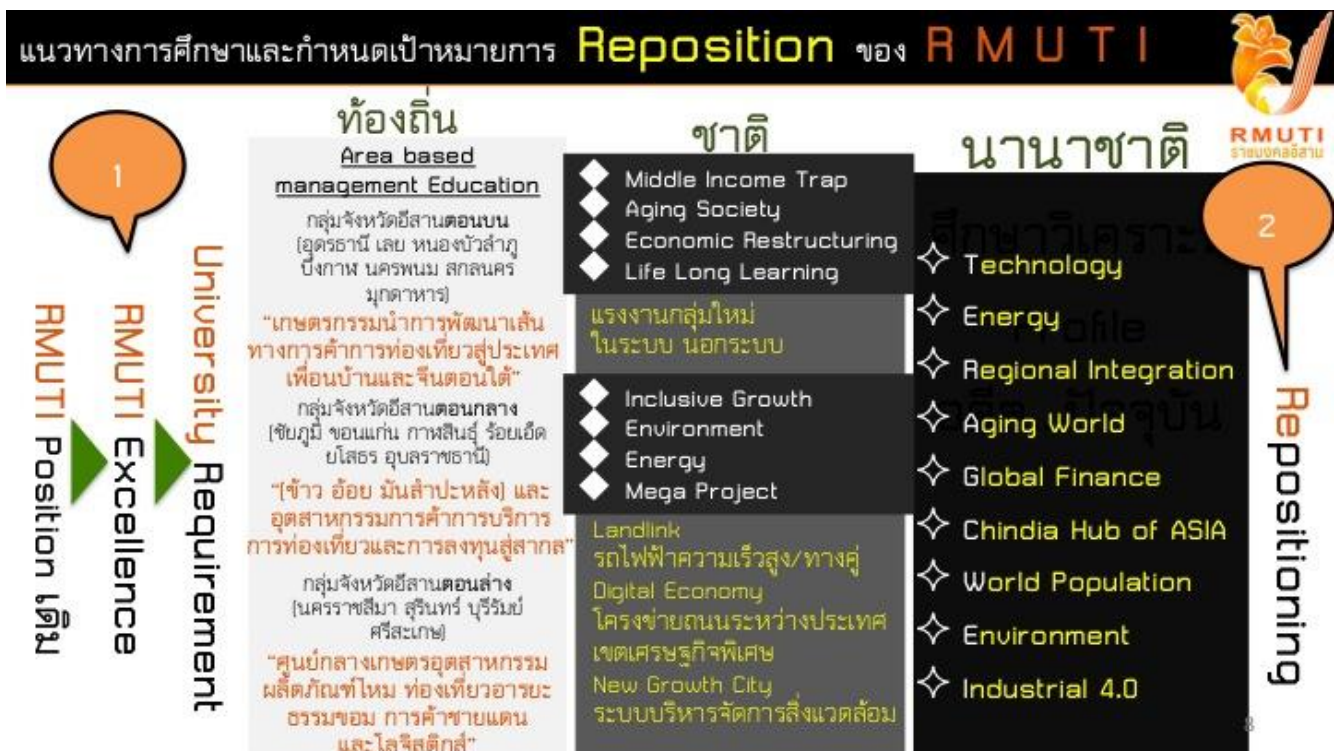 แนวทางการศึกษาและกำหนดเป้าหมายการ Reposition ของ R M U T I
RMUTI
ราชมงคลอีสาน
1
RMUTI Position เดิม
RMUTI Excellence
University Requirement
ท้องถิ่น
Area based
management Education
กลุ่มจังหวัดอีสานตอนบน
(อุดรธานี เลย หนองบัวลำภู
บึงกาฬ นครพนม สกลนคร
มุกดาหาร)
“เกษตรกรรมนำการพัฒนาเส้น
ทางการค้าการท่องเที่ยวสู่ประเทศ
เพื่อนบ้านและจีนตอนใต้”
กลุ่มจังหวัดอีสานตอนกลาง
(ชัยภูมิ ขอนแก่น กาฬสินธุ์ ร้อยเอ็ด
ยโสธร อุบลราชธานี)
“(ข้าว อ้อย มันสำปะหลัง) และ
อุตสาหกรรมการค้าการบริการ
การท่องเที่ยวและการลงทุนสู่สากล”
กลุ่มจังหวัดอีสานตอนล่าง
(นครราชสีมา สุรินทร์ บุรีรัมย์
ศรีสะเกษ)
“ศูนย์กลางเกษตรอุตสาหกรรม
ผลิตภัณฑ์ไหม ท่องเที่ยวอารยะ
ธรรมขอม การค้าชายแดน
และโลจิสติกส์”
ชาติ
Middle Income Trap
Aging Society
Economic Restructuring
Life Long Learning
แรงงานกลุ่มใหม่
ในระบบ นอกระบบ
Inclusive Growth
Environment
Energy
Mega Project
Landlink
รถไฟฟ้าความเร็วสูง/ทางคู่
Digital Economy
โครงข่ายถนนระหว่างประเทศ
เขตเศรษฐกิจพิเศษ
New Growth City
ระบบบริหารจัดการสิ่งแวดล้อม
นานาชาติ
Technology
Energy
Regional Integration
Aging World
Global Finance
Chindia Hub of ASIA
World Population
Environment
Industrial 4.0
2
Repositioning
8